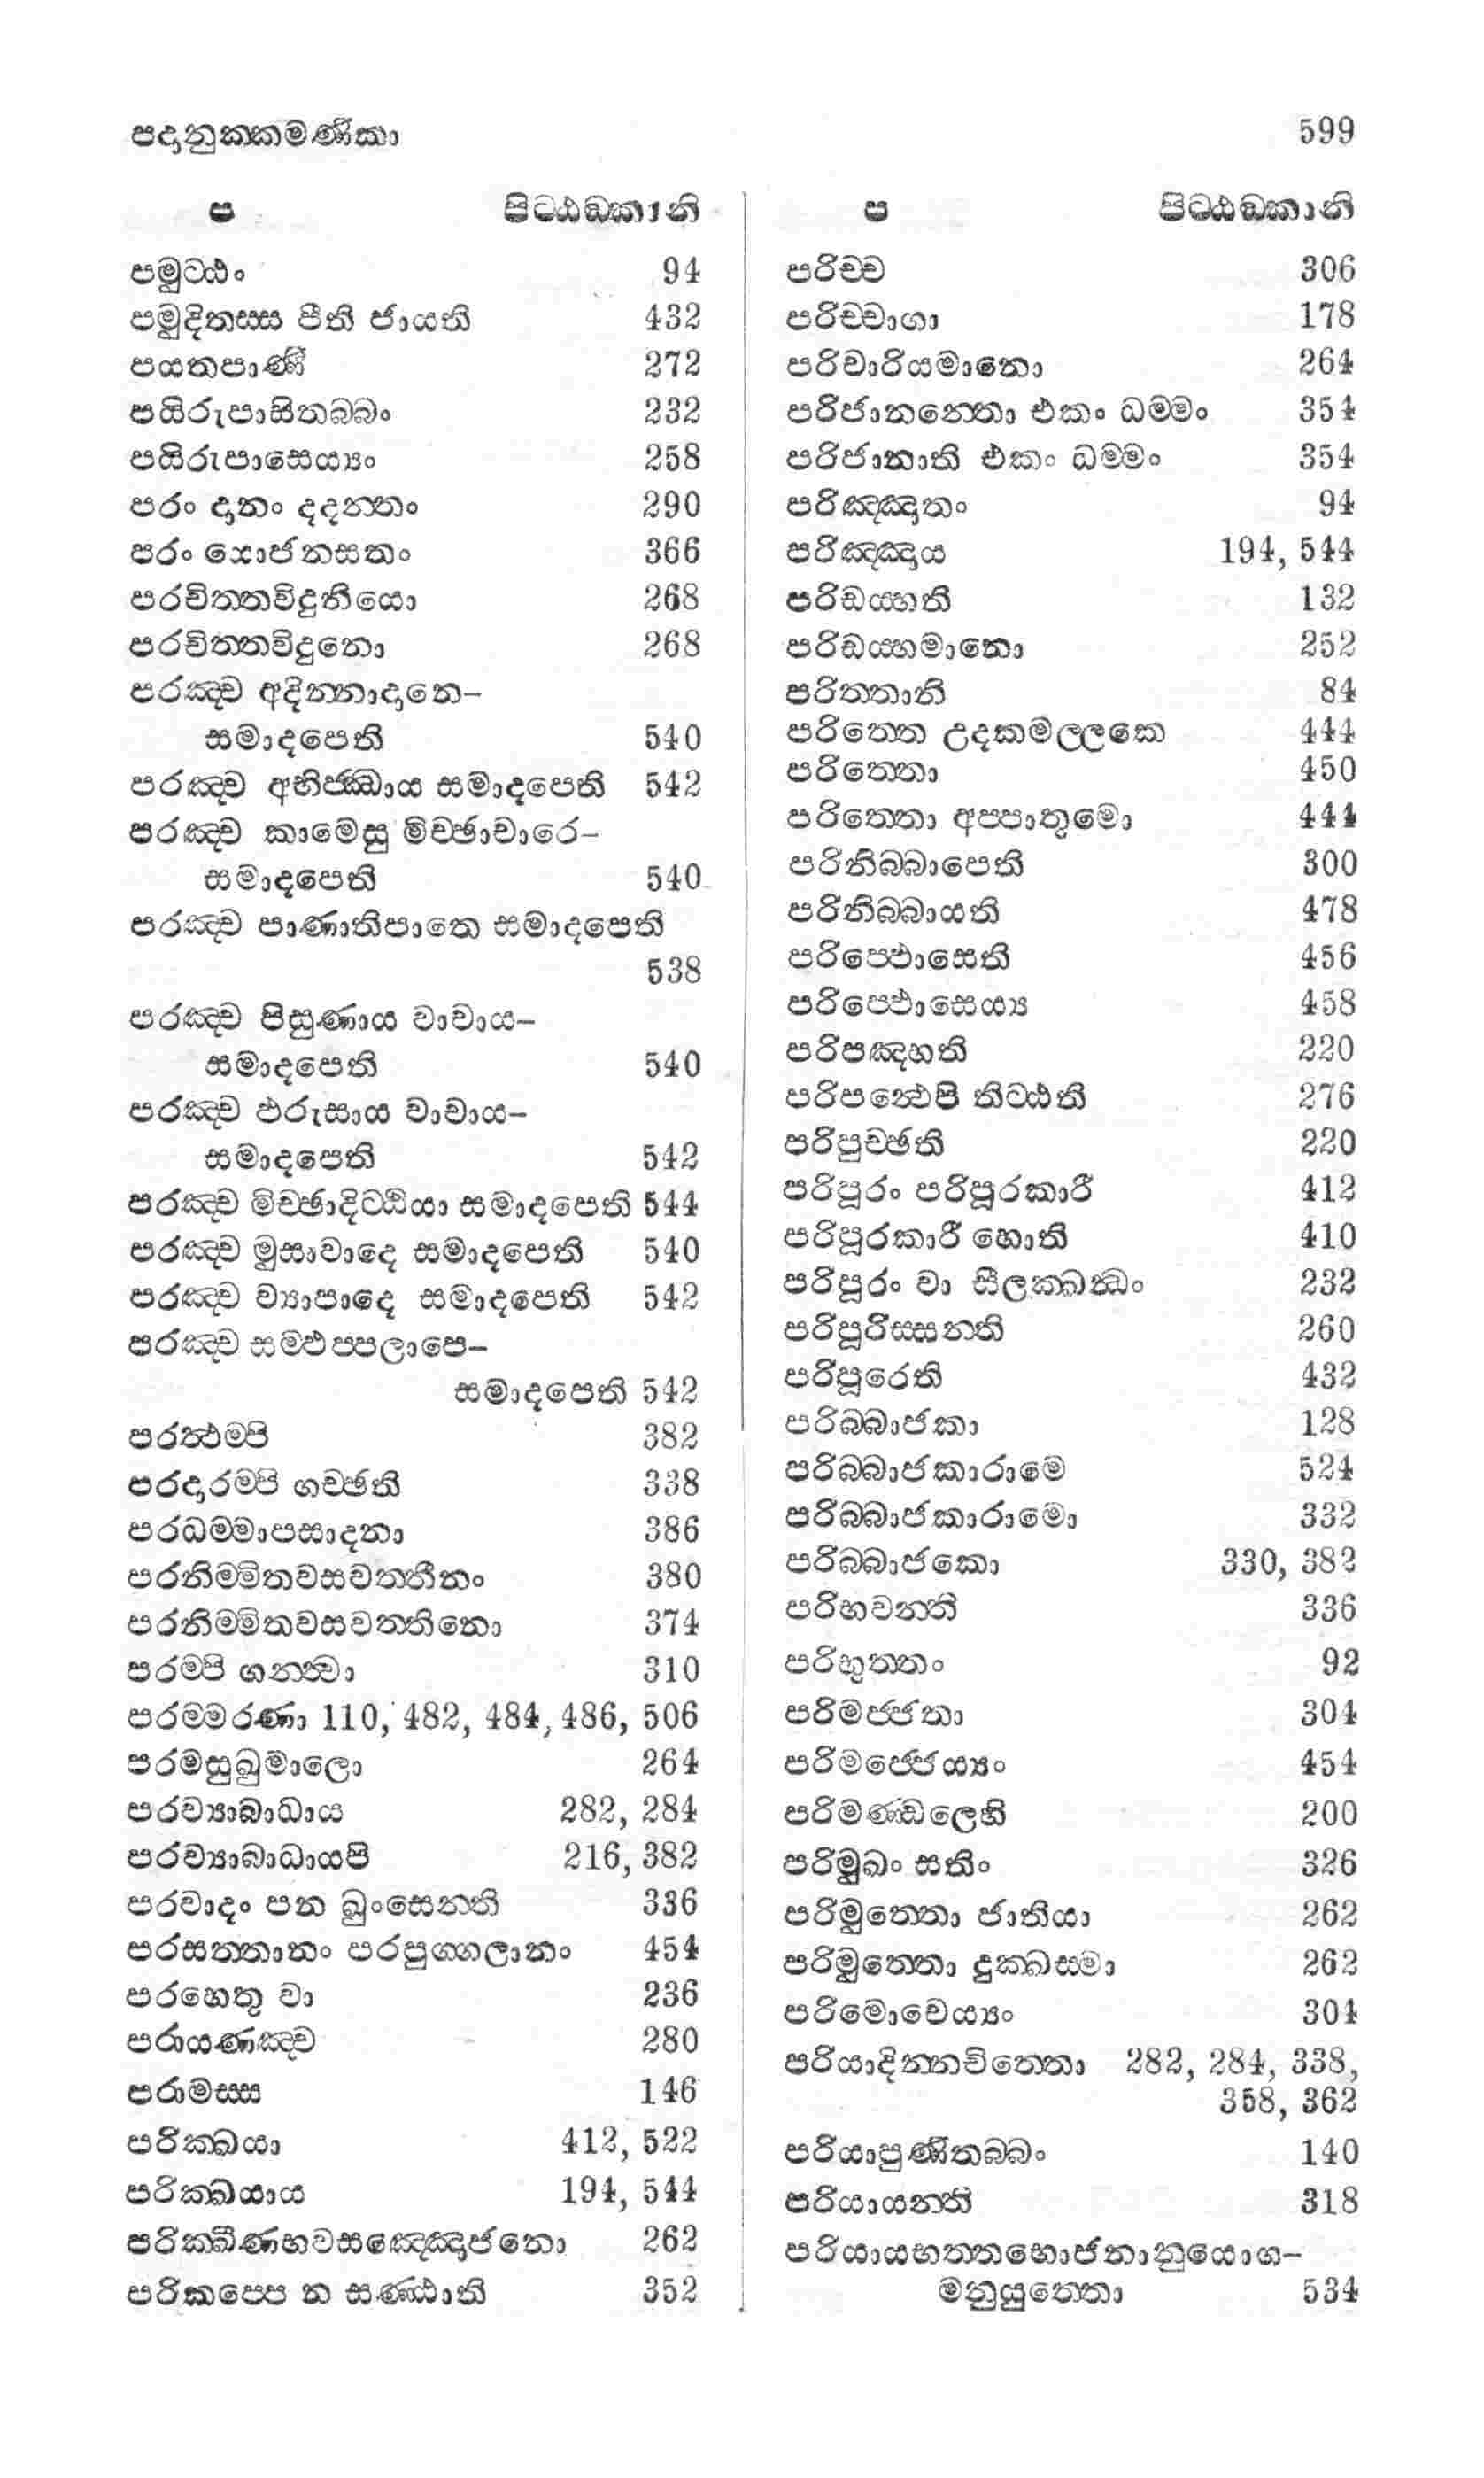 පදානුක්කමණිකා 599
ප පිට්ඨඞ්කානි
පමුට්ඨං 94
පමුදිතස්ස පීති ජායති 432
පයතපාණී 272
පයිරුපාසිතබ්බං 232
පයිරුපාසෙය්‍යං 258
පරං දානං දදන්තං 290
පරං යොජනසතං 366
පරචිත්තවිදුනියො 268
පරචිත්තවිදුනො 268
පරඤ්ච අදින්නාදානෙ-
සමාදපෙති 540
පරඤ්ච අභිජ්ඣාය සමාදපෙති 542
පරඤ්ච කාමෙසු මිච්ඡාචාරෙ-
සමාදපෙති 540
පරඤ්ච පාණාතිපාතෙ සමාදපෙති
538
පරඤ්ච පිසුණාය වාචාය-
සමාදපෙති 540
පරඤ්ච ඵරුසාය වාචාය-
සමාදපෙති 542
පරඤ්ච මිච්ඡාදිට්ඨියා සමාදපෙති 544
පරඤ්ච මුසාවාදෙ සමාදපෙති 540
පරඤ්ච ව්‍යාපාදෙ සමාදපෙති 542
පරඤ්ච සම්ඵප්පලාපෙ-
සමාදපෙති 542
පරත්ථම්පි 382
පරදාරම්පි ගච්ඡති 338
පරධම්මාපසාදනා 386
පරනිම්මිතවසවත්තීනං 380
පරනිම්මිතවසවත්තිනො 374
පරම්පි ගන්ත්වා 310
පරම්මරණා 110, 482, 484, 486, 506
පරමසුඛුමාලො 264
පරව්‍යාබාධාය 282, 284
පරව්‍යාබාධායපි 216, 382
පරවාදං පන ඛුංසෙන්ති 336
පරසත්තානං පරපුග්ගලානං 454
පරහෙතු වා 236
පරායණඤ්ච 280
පරාමස්ස 146
පරික්ඛයා 412, 522
පරික්ඛයාය 194, 544
පරික්ඛීණභවසඤ්ඤොජනො 262
පරිකප්පෙ න සණ්ඨාති 352
ප පිට්ඨඞ්කානි
පරිච්ච 306
පරිච්චාගා 178
පරිචාරියමානො 264
පරිජානන්තො එකං ධම්මං 354
පරිජානාති එකං ධම්මං 354
පරිඤ්ඤාතං 94
පරිඤ්ඤාය 194, 544
පරිඩය්හති 132
පරිඩය්හමානො 252
පරිත්තානි 84
පරිත්තෙ උදකමල්ලකෙ 444
පරිත්තො 450
පරිත්තො අප්පාතුමො 444
පරිනිබ්බාපෙති 300
පරිනිබ්බායති 478
පරිප්ඵොසෙති 456
පරිප්ඵොසෙය්‍ය 458
පරිපඤ්හති 220
පරිපන්ථෙපි තිට්ඨති 276
පරිපුච්ඡති 220
පරිපූරං පරිපූරකාරී 412
පරිපූරකාරී හොති 410
පරිපූරං වා සීලක්ඛන්ධං 232
පරිපූරිස්සන්ති 260
පරිපූරෙති 432
පරිබ්බාජකා 128
පරිබ්බාජකාරාමෙ 524
පරිබ්බාජකාරාමො 332
පරිබ්බාජකො 330, 382
පරිභවන්ති 336
පරිභුත්තං 92
පරිමජ්ජතා 304
පරිමජ්ජෙය්‍යං 454
පරිමණ්ඩලෙහි 200
පරිමුඛං සතිං 326
පරිමුත්තො ජාතියා 262
පරිමුත්තො දුක්ඛස්මා 262
පරිමොචෙය්‍යං 304
පරියාදින්නචිත්තො 282, 284, 338,
358, 362
පරියාපුණිතබ්බං 140
පරියායන්ති 318
පරියායභත්තභොජනානුයොග-
මනුයුත්තො 534